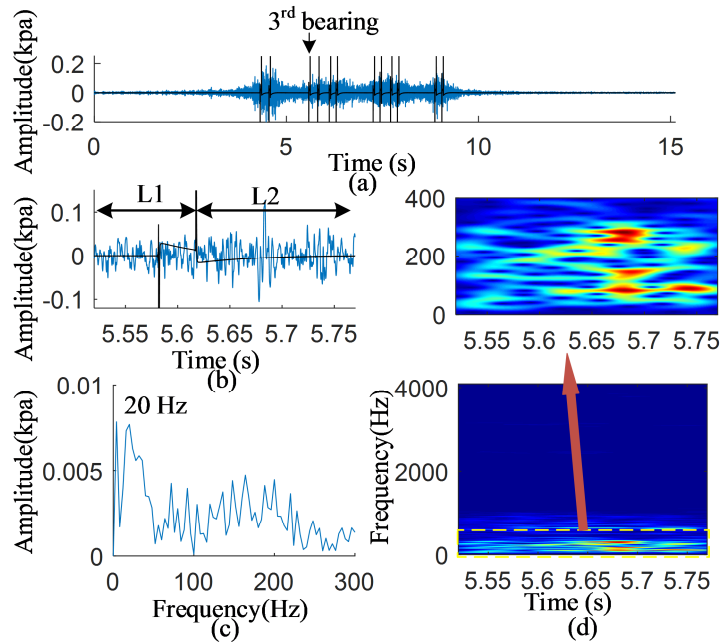 3rd bearing
Amplitude(kpa)
0.2
0
-0.2
0 5 10 15
Time (s)
(a)
L1 L2
Amplitude(kpa)
0.1
0
-0.1
5.55 5.6 5.65 5.7 5.75
Time (s)
(b)
400
200
0
5.55 5.6 5.65 5.7 5.75
20 Hz
Amplitude(kpa)
0.01
0.005
0
0 100 200 300
Frequency(Hz)
(c)
Frequency(Hz)
4000
2000
0
5.55 5.6 5.65 5.7 5.75
Time (s)
(d)